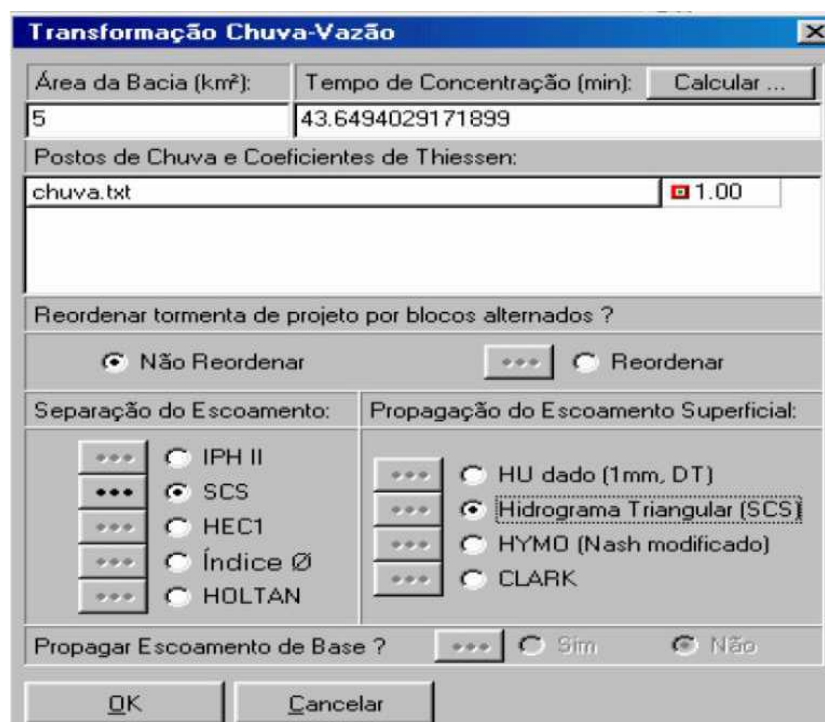 Transformação Chuva-Vazão
Área da Bacia (km²): Tempo de Concentração (min): Calcular ...
5 43.6494029171899
Postos de Chuva e Coeficientes de Thiessen:
chuva.txt 1.00
Reordenar tormenta de projeto por blocos alternados ?
Não Reordenar ... Reordenar
Separação do Escoamento: Propagação do Escoamento Superficial:
... IPH II
... SCS
... HEC1
... Índice Ø
... HOLTAN
... HU dado (1mm, DT)
... Hidrograma Triangular (SCS)
... HYMO (Nash modificado)
... CLARK
Propagar Escoamento de Base ? ... Sim Não
OK Cancelar